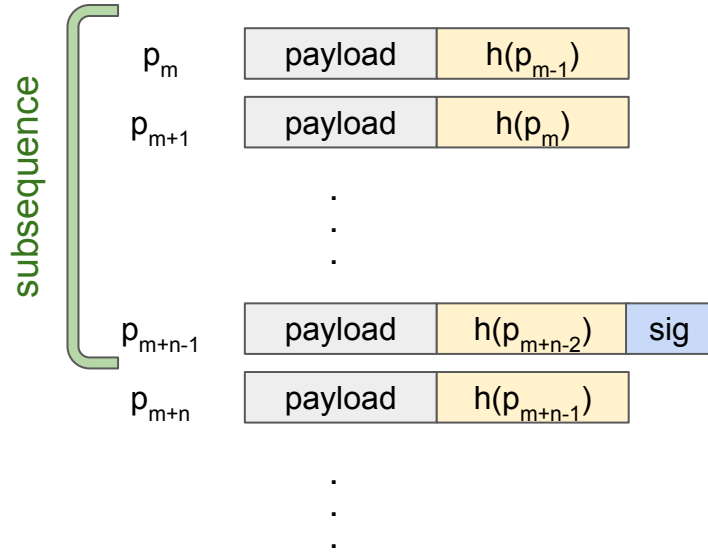 subsequence
p_m payload h(p_{m-1})
p_{m+1} payload h(p_m)
.
.
.
p_{m+n-1} payload h(p_{m+n-2}) sig
p_{m+n} payload h(p_{m+n-1})
.
.
.